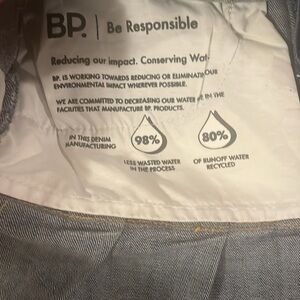 BP. | Be Responsible
Reducing our impact. Conserving Wat
BP. IS WORKING TOWARDS REDUCING OR ELIMINATI OUR
ENVIRONMENTAL IMPACT WHEREVER POSSIBLE.
WE ARE COMMITTED TO DECREASING OUR WATER IN THE
FACILITIES THAT MANUFACTURE BP. PRODUCTS.
IN THIS DENIM
MANUFACTURING
98%
80%
LESS WASTED WATER
IN THE PROCESS
OF RUNOFF WATER
RECYCLED